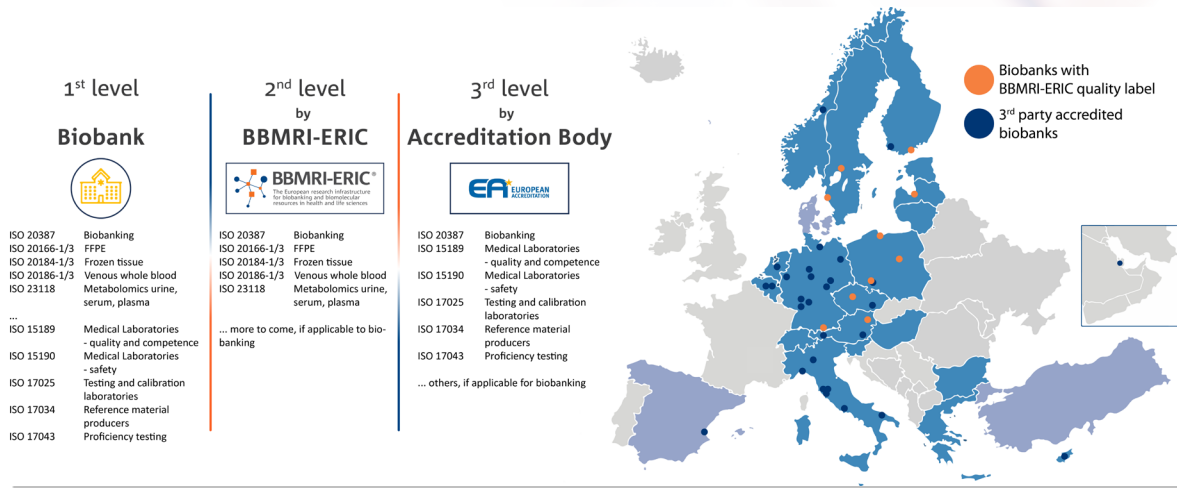 1st level
Biobank
ISO 20387 Biobanking
ISO 20166-1/3 FFPE
ISO 20184-1/3 Frozen tissue
ISO 20186-1/3 Venous whole blood
ISO 23118 Metabolomics urine,
serum, plasma
...
ISO 15189 Medical Laboratories
- quality and competence
ISO 15190 Medical Laboratories
- safety
ISO 17025 Testing and calibration
laboratories
ISO 17034 Reference material
producers
ISO 17043 Proficiency testing
2nd level
by
BBMRI-ERIC
BBMRI-ERIC®
The European research infrastructure
for biobanking and biomolecular
resources in health and life sciences
ISO 20387 Biobanking
ISO 20166-1/3 FFPE
ISO 20184-1/3 Frozen tissue
ISO 20186-1/3 Venous whole blood
ISO 23118 Metabolomics urine,
serum, plasma
... more to come, if applicable to bio-
banking
3rd level
by
Accreditation Body
EA EUROPEAN
ACCREDITATION
ISO 20387 Biobanking
ISO 15189 Medical Laboratories
- quality and competence
ISO 15190 Medical Laboratories
- safety
ISO 17025 Testing and calibration
laboratories
ISO 17034 Reference material
producers
ISO 17043 Proficiency testing
... others, if applicable for biobanking
Biobanks with
BBMRI-ERIC quality label
3rd party accredited
biobanks